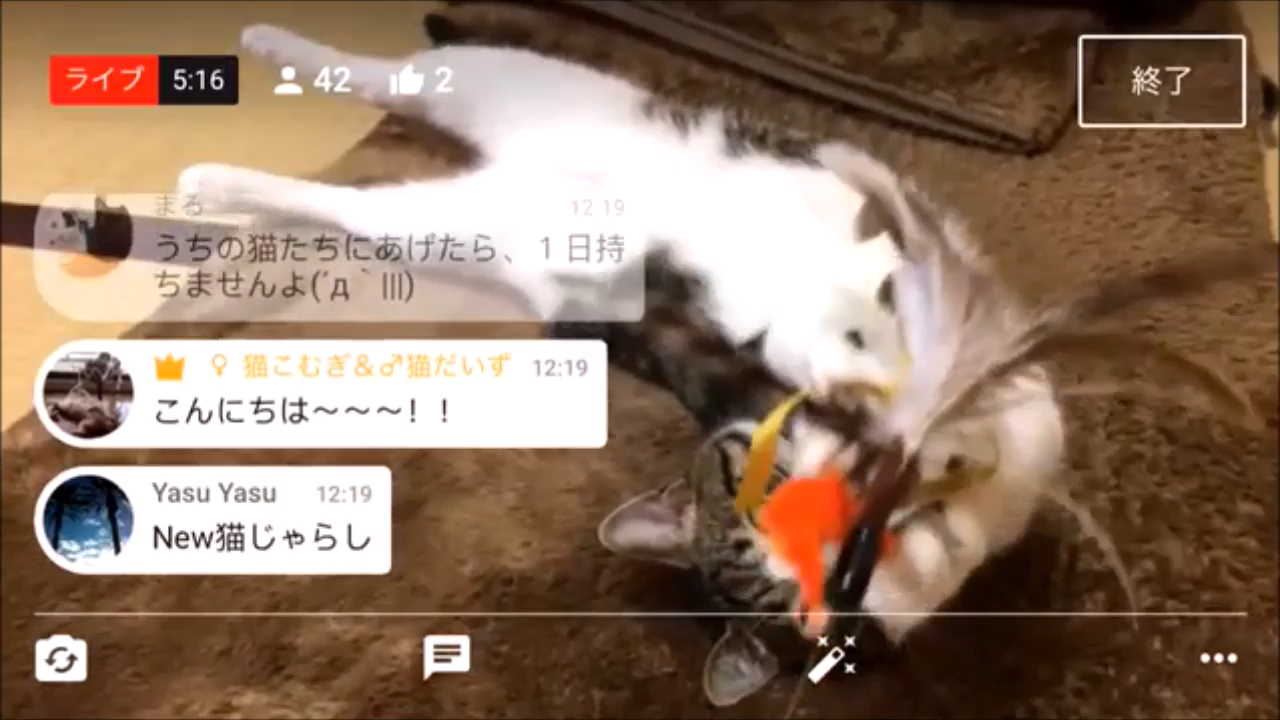 ライブ 5:16 42 2
終了
まる 12:19
うちの猫たちにあげたら、１日持
ちませんよ(´д｀lll)
♀ 猫こむぎ＆♂猫だいず 12:19
こんにちは〜〜〜！！
Yasu Yasu 12:19
New猫じゃらし